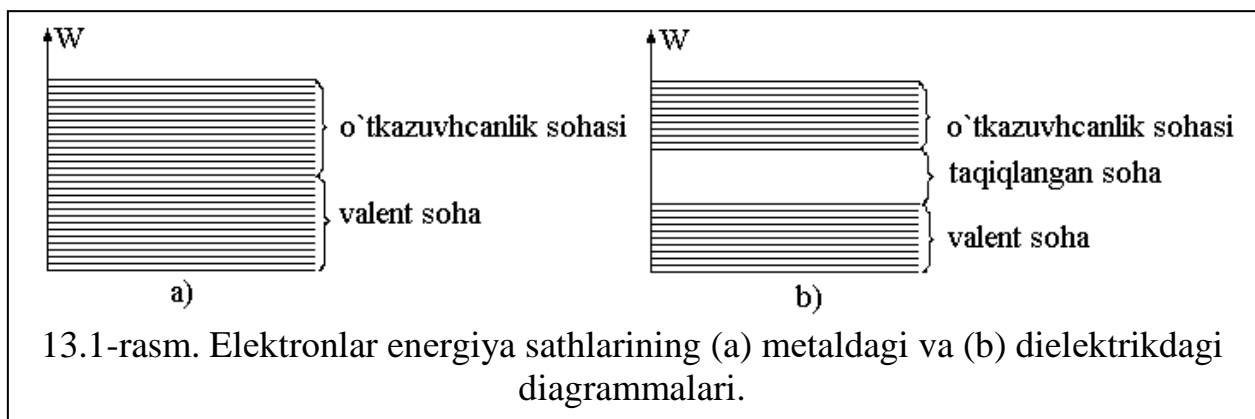 W
o`tkazuvhcanlik sohasi
valent soha
a)
W
o`tkazuvhcanlik sohasi
taqiqlangan soha
valent soha
b)
13.1-rasm. Elektronlar energiya sathlarining (a) metaldagi va (b) dielektrikdagi
diagrammalari.